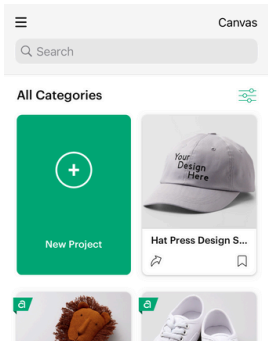 Canvas
Search
All Categories
Your
Design
Here
New Project
Hat Press Design S...
a
a